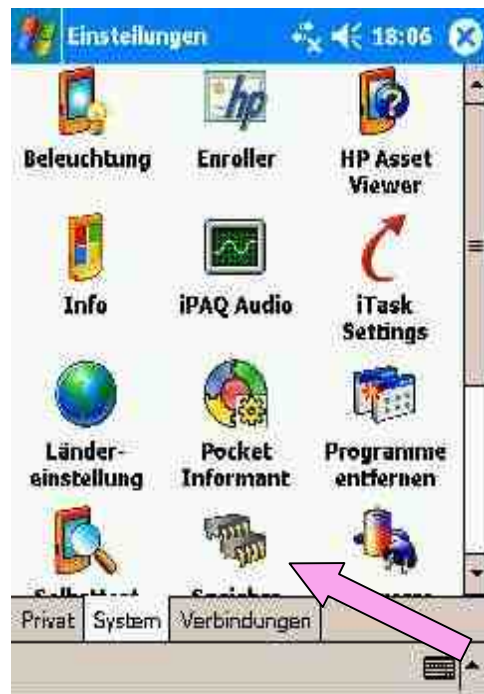 Einstellungen 18:06
Beleuchtung Enroller HP Asset
Viewer
hp
Info iPAQ Audio iTask
Settings
Länder-
einstellung Pocket
Informant Programme
entfernen
Privat System Verbindungen